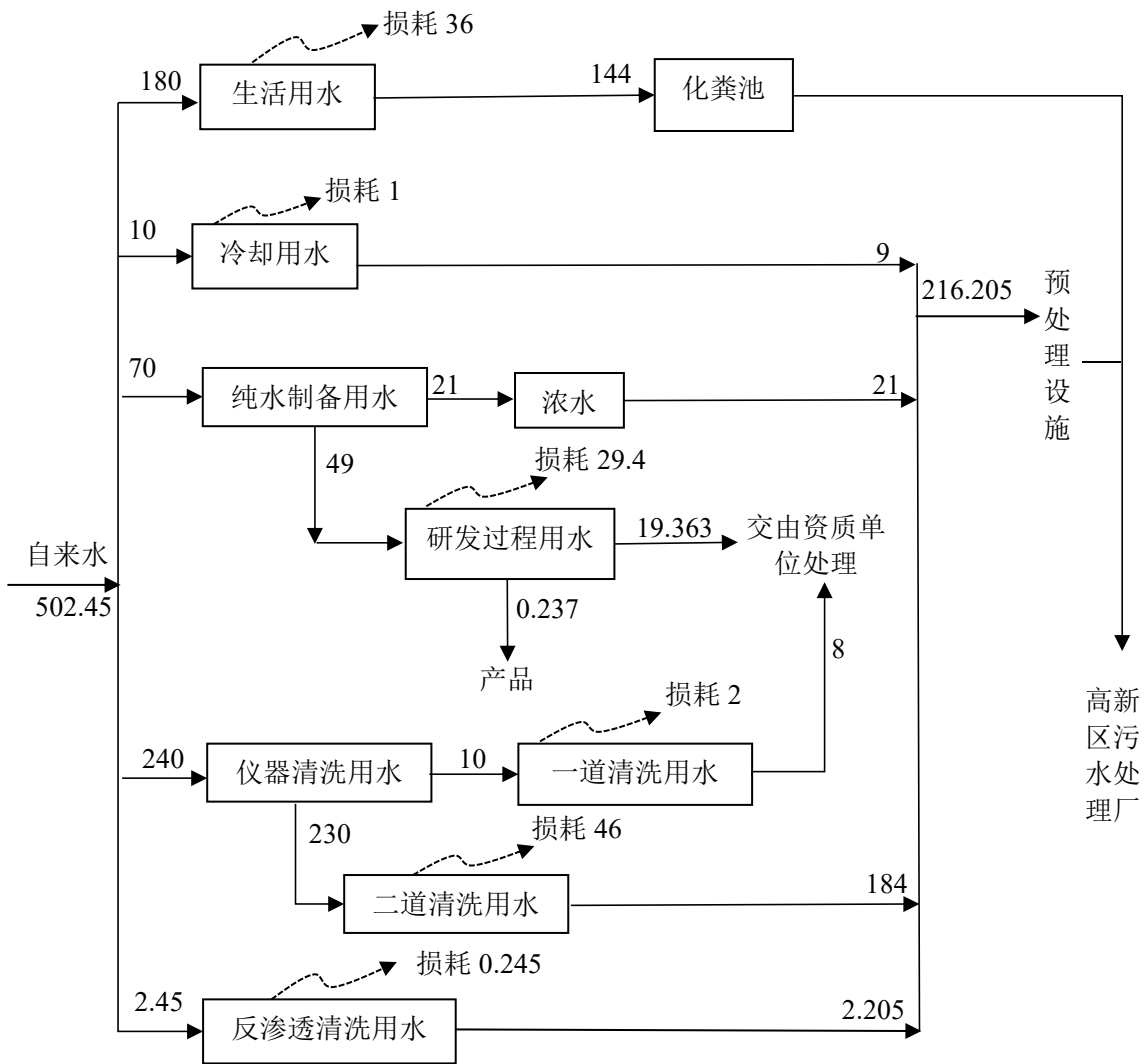 损耗 36
180
生活用水
144
化粪池
损耗 1
10
冷却用水
9
216.205
预处理设施
70
纯水制备用水
21
浓水
21
49
损耗 29.4
研发过程用水
19.363
交由资质单
位处理
自来水
502.45
0.237
产品
8
损耗 2
240
仪器清洗用水
10
一道清洗用水
高新
区污
水处
理厂
230
损耗 46
二道清洗用水
184
损耗 0.245
2.45
反渗透清洗用水
2.205